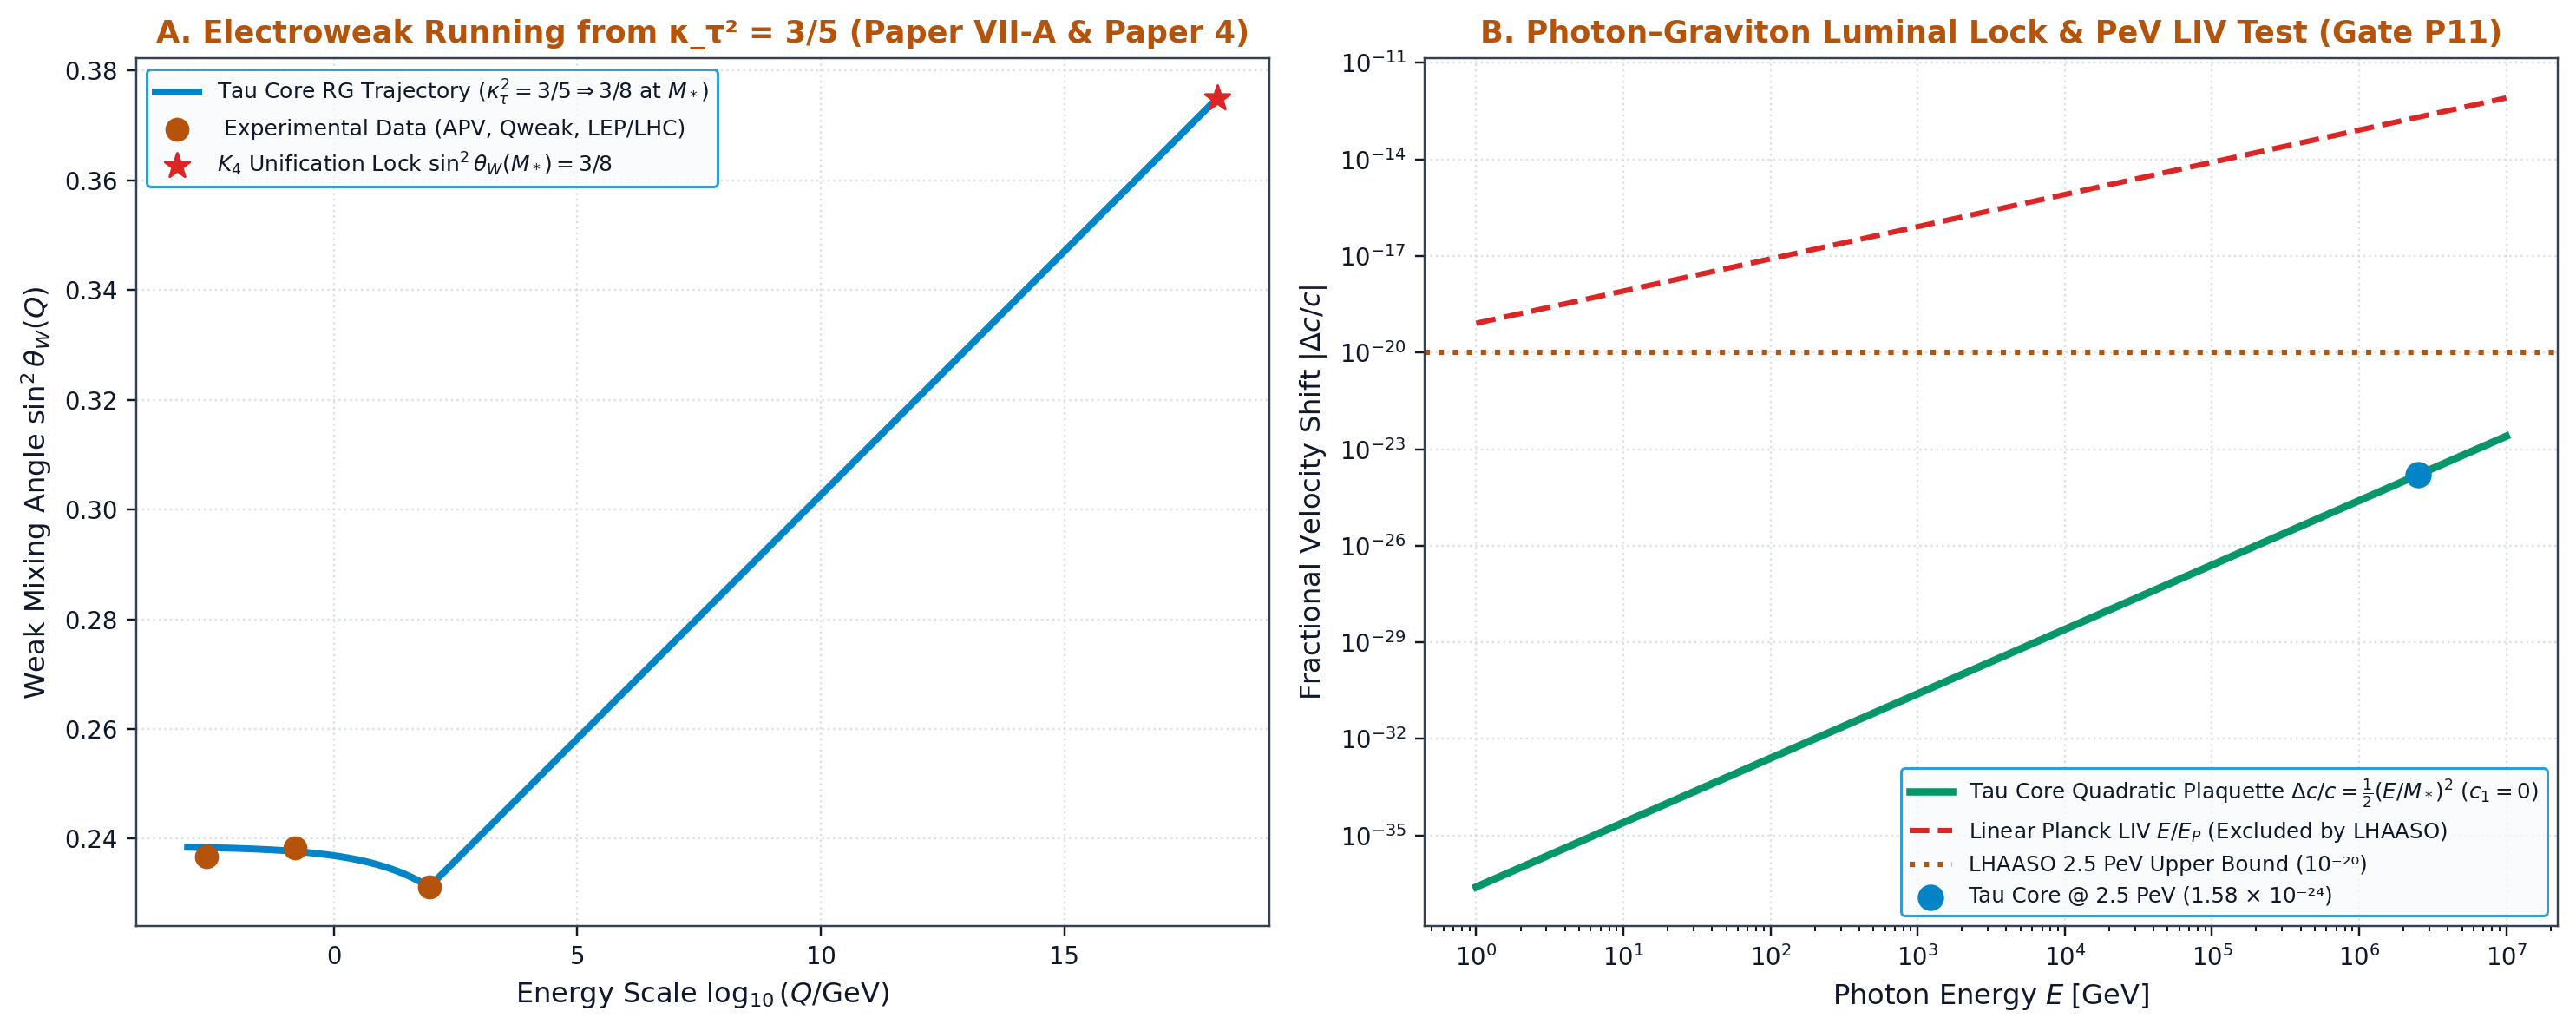 A. Electroweak Running from κ_τ² = 3/5 (Paper VII-A & Paper 4)
Tau Core RG Trajectory (κ_τ^2 = 3/5 ⇒ 3/8 at M_*)
Experimental Data (APV, Qweak, LEP/LHC)
K₄ Unification Lock sin² θ_W(M_*) = 3/8
Weak Mixing Angle sin² θ_W(Q)
0.38
0.36
0.34
0.32
0.30
0.28
0.26
0.24
0
5
10
15
Energy Scale log₁₀ (Q/GeV)
B. Photon–Graviton Luminal Lock & PeV LIV Test (Gate P11)
Fractional Velocity Shift |Δc/c|
10⁻¹¹
10⁻¹⁴
10⁻¹⁷
10⁻²⁰
10⁻²³
10⁻²⁶
10⁻²⁹
10⁻³²
10⁻³⁵
Tau Core Quadratic Plaquette Δc/c = ½(E/M_*)² (c₁ = 0)
Linear Planck LIV E/E_P (Excluded by LHAASO)
LHAASO 2.5 PeV Upper Bound (10⁻²⁰)
Tau Core @ 2.5 PeV (1.58 × 10⁻²⁴)
10⁰
10¹
10²
10³
10⁴
10⁵
10⁶
10⁷
Photon Energy E [GeV]